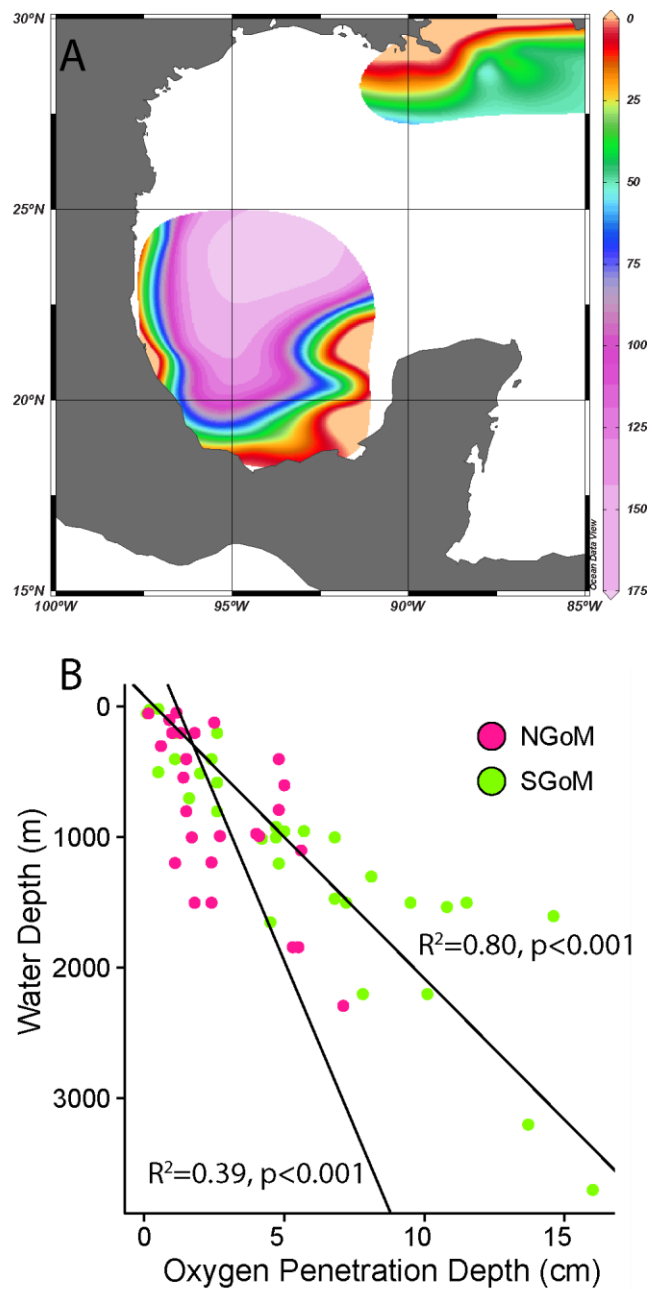 A
30°N
25°N
20°N
15°N
100°W
95°W
90°W
85°W
0
25
50
75
100
125
150
175
Ocean Data View
B
NGoM
SGoM
0
1000
2000
3000
Water Depth (m)
R²=0.80, p<0.001
R²=0.39, p<0.001
0
5
10
15
Oxygen Penetration Depth (cm)